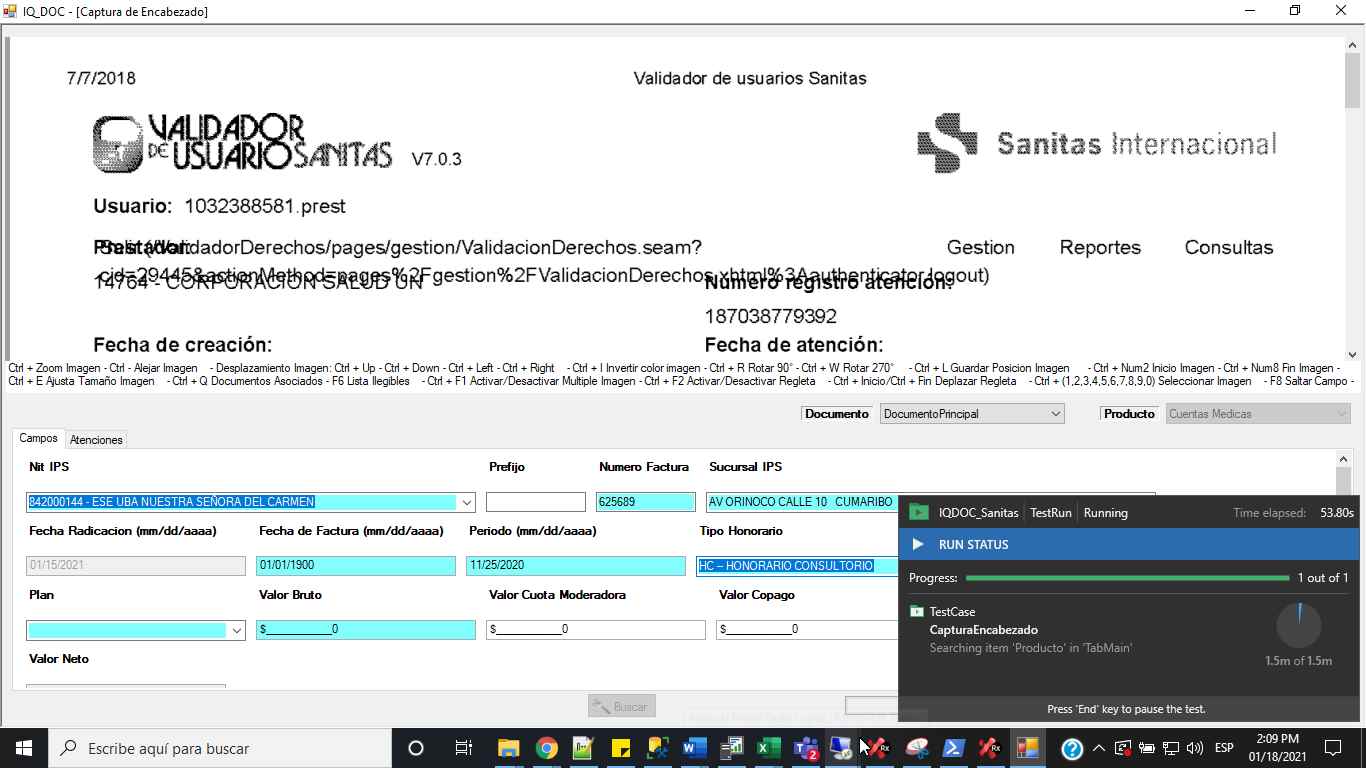 IQ_DOC - [Captura de Encabezado]
7/7/2018
Validador de usuarios Sanitas
VALIDADOR
DE USUARIO SANITAS V7.0.3
Sanitas Internacional
Usuario: 1032388581.prest
Prestador:
(/ValidadorDerechos/pages/gestion/ValidacionDerechos.seam?
Gestion Reportes Consultas
cid=29445&actionMethod=pages%2Fgestion%2FValidacionDerechos.xhtml%3Aauthenticator.logout)
14764 - CORPORACION SALUD UN
Número registro atención:
187038779392
Fecha de creación: Fecha de atención:
Ctrl + Zoom Imagen - Ctrl - Alejar Imagen - Desplazamiento Imagen: Ctrl + Up - Ctrl + Down - Ctrl + Left - Ctrl + Right - Ctrl + I Invertir color imagen - Ctrl + R Rotar 90° - Ctrl + W Rotar 270° - Ctrl + L Guardar Posicion Imagen - Ctrl + Num2 Inicio Imagen - Ctrl + Num8 Fin Imagen -
Ctrl + E Ajusta Tamaño Imagen - Ctrl + Q Documentos Asociados - F6 Lista Ilegibles - Ctrl + F1 Activar/Desactivar Multiple Imagen - Ctrl + F2 Activar/Desactivar Regleta - Ctrl + Inicio/Ctrl + Fin Deplazar Regleta - Ctrl + (1,2,3,4,5,6,7,8,9,0) Seleccionar Imagen - F8 Saltar Campo -
Documento DocumentoPrincipal Producto Cuentas Medicas
Campos Atenciones
Nit IPS Prefijo Numero Factura Sucursal IPS
842000144 - ESE UBA NUESTRA SEÑORA DEL CARMEN 625689 AV ORINOCO CALLE 10 CUMARIBO
Fecha Radicacion (mm/dd/aaaa) Fecha de Factura (mm/dd/aaaa) Periodo (mm/dd/aaaa) Tipo Honorario
01/15/2021 01/01/1900 11/25/2020 HC – HONORARIO CONSULTORIO
Plan Valor Bruto Valor Cuota Moderadora Valor Copago
$___________0 $___________0 $___________0
Valor Neto
Buscar
IQDOC_Sanitas TestRun Running Time elapsed: 53.80s
RUN STATUS
Progress: 1 out of 1
TestCase
CapturaEncabezado
Searching item 'Producto' in 'TabMain'
1.5m of 1.5m
Press 'End' key to pause the test.
Escribe aquí para buscar
2
ESP
2:09 PM
01/18/2021